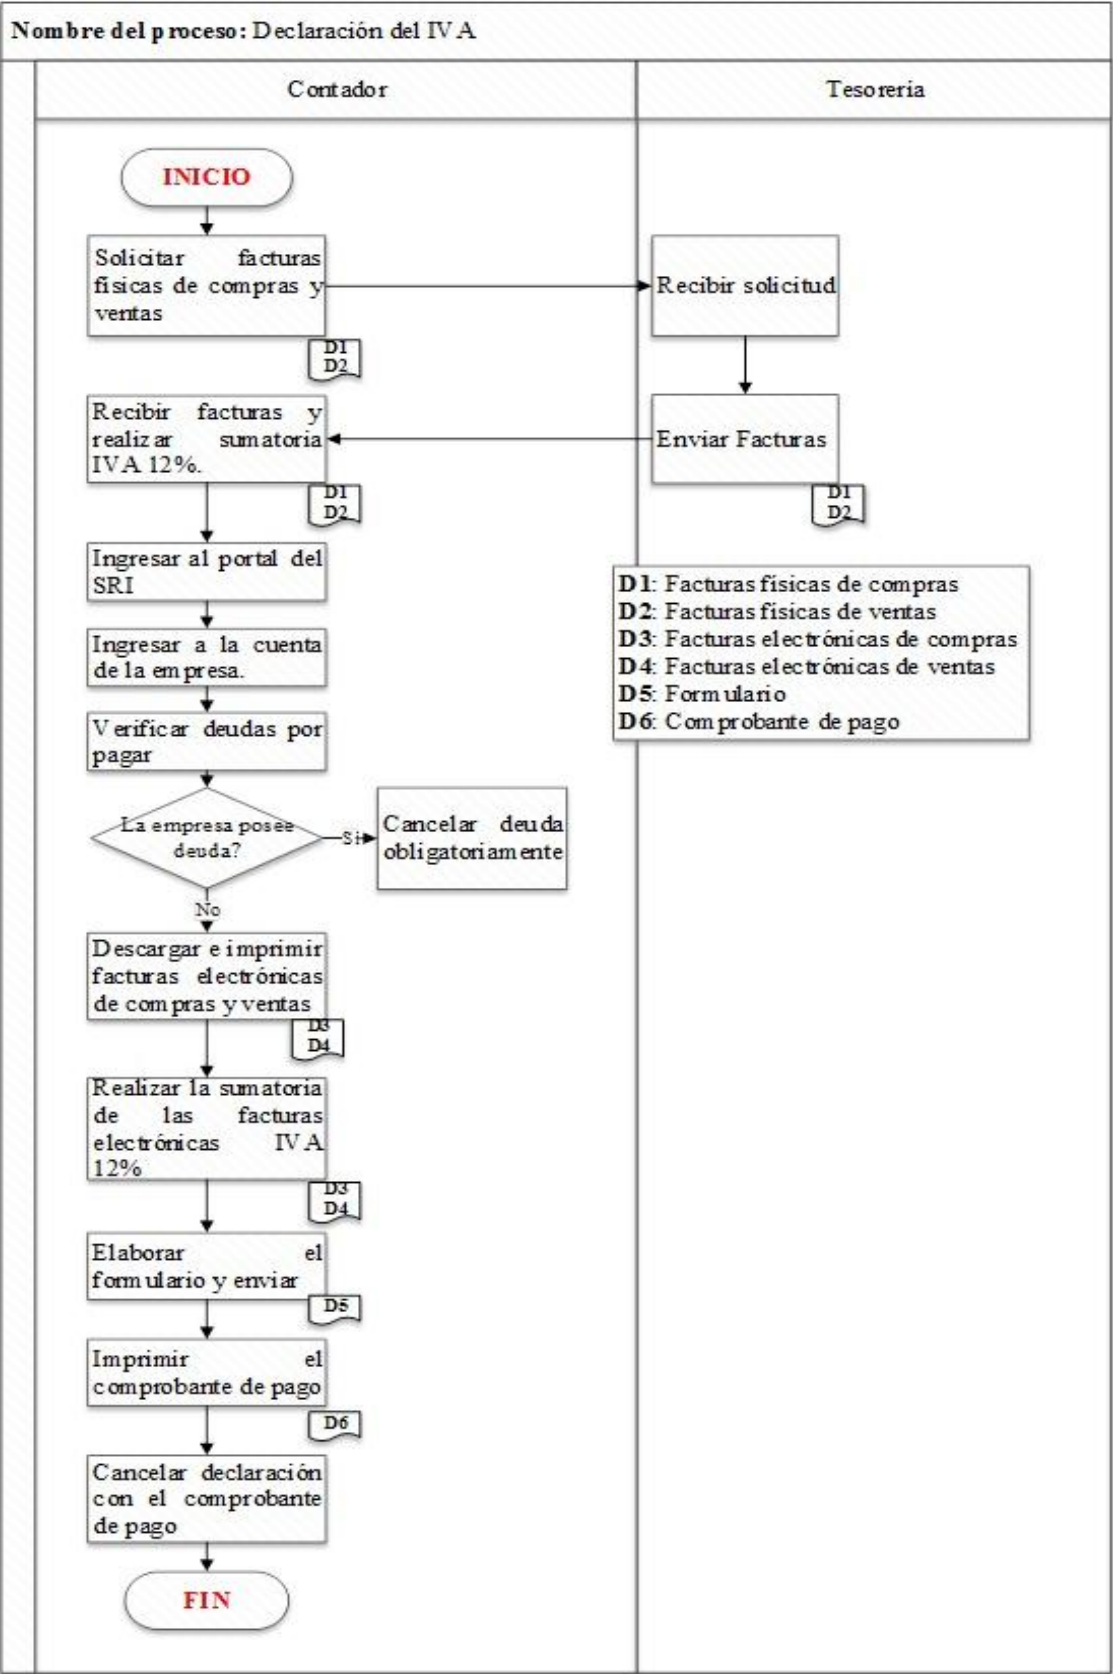 Nombre del proceso: Declaración del IVA
Contador
Tesorería
INICIO
Solicitar facturas
físicas de compras y
ventas
D1
D2
Recibir solicitud
Recibir facturas y
realizar sumatoria
IVA 12%.
D1
D2
Enviar Facturas
D1
D2
Ingresar al portal del
SRI
Ingresar a la cuenta
de la empresa.
Verificar deudas por
pagar
La empresa posee
deuda?
Si
Cancelar deuda
obligatoriamente
No
Descargar e imprimir
facturas electrónicas
de compras y ventas
D3
D4
Realizar la sumatoria
de las facturas
electrónicas IVA
12%
D3
D4
Elaborar el
formulario y enviar
D5
Imprimir el
comprobante de pago
D6
Cancelar declaración
con el comprobante
de pago
FIN
D1: Facturas físicas de compras
D2: Facturas físicas de ventas
D3: Facturas electrónicas de compras
D4: Facturas electrónicas de ventas
D5: Formulario
D6: Comprobante de pago